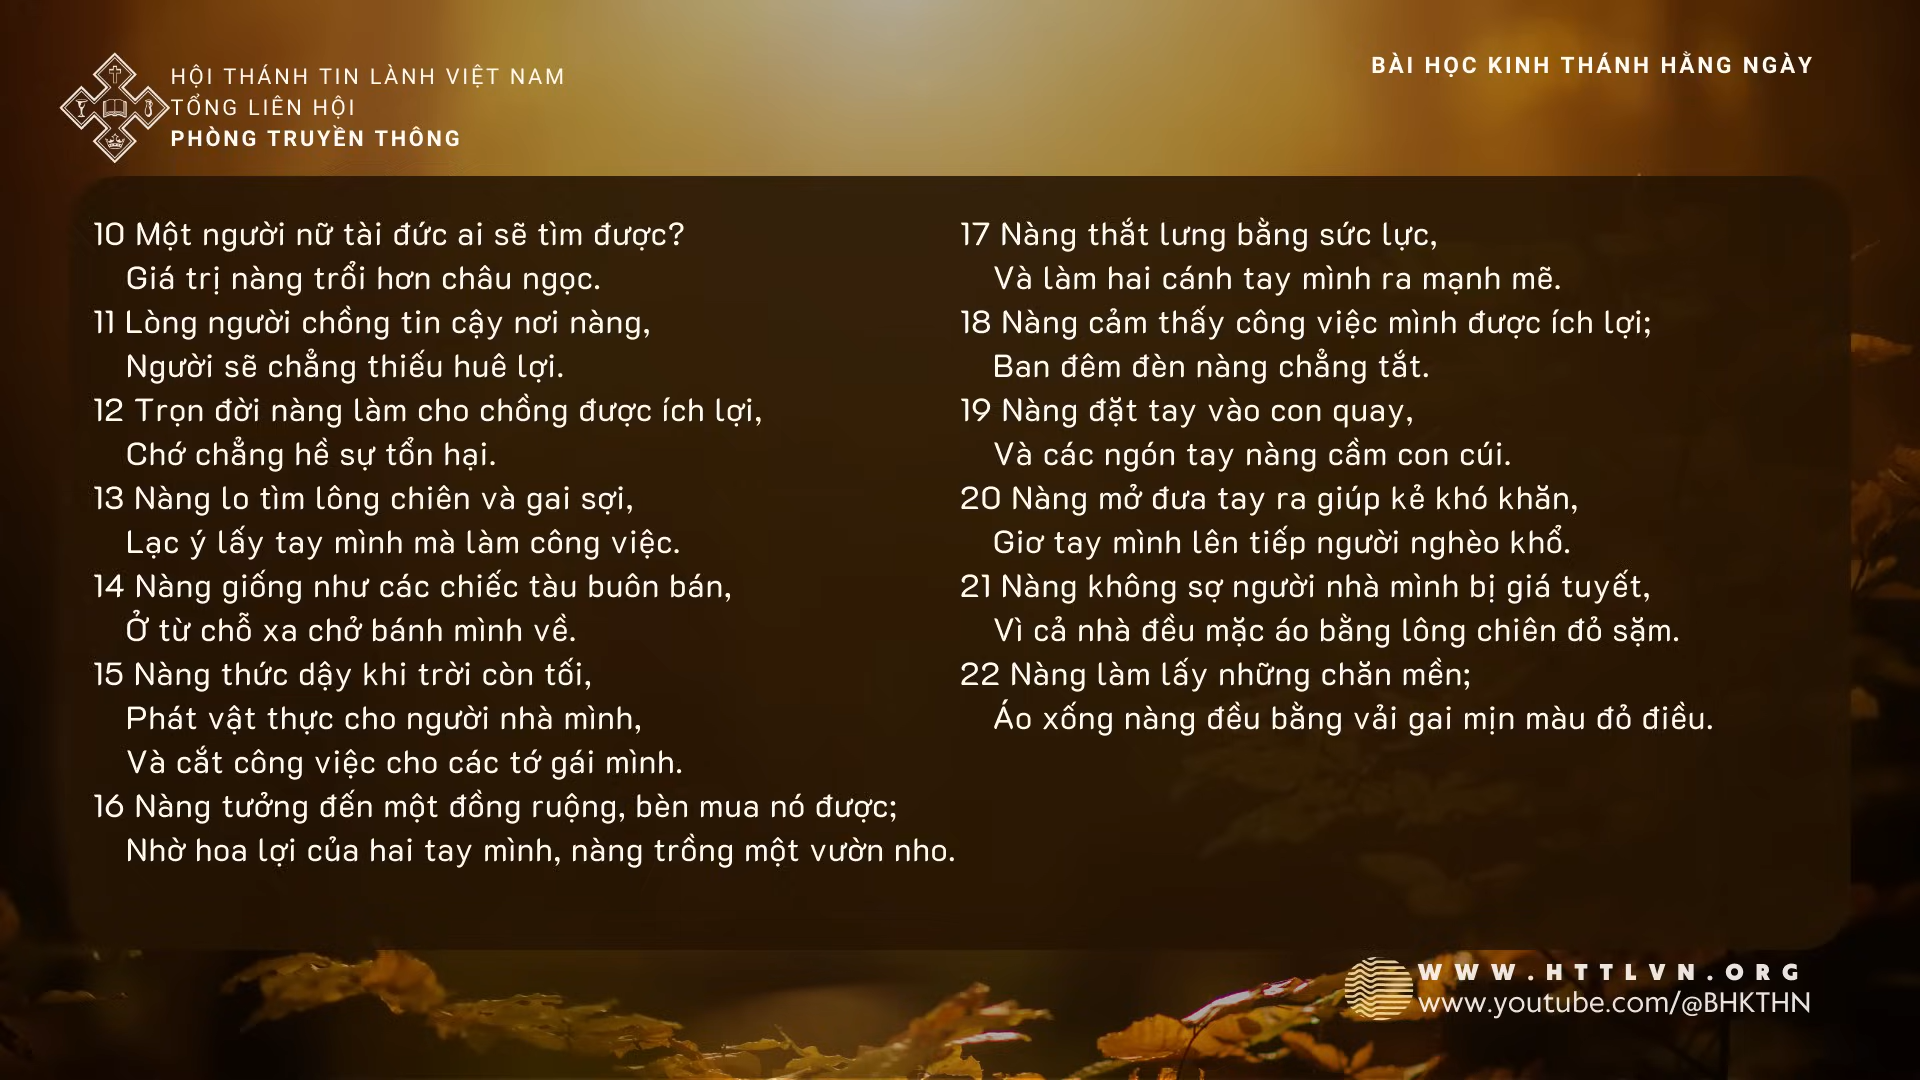 HỘI THÁNH TIN LÀNH VIỆT NAM
TỔNG LIÊN HỘI
PHÒNG TRUYỀN THÔNG
BÀI HỌC KINH THÁNH HẰNG NGÀY
10 Một người nữ tài đức ai sẽ tìm được?
Giá trị nàng trổi hơn châu ngọc.
11 Lòng người chồng tin cậy nơi nàng,
Người sẽ chẳng thiếu huê lợi.
12 Trọn đời nàng làm cho chồng được ích lợi,
Chớ chẳng hề sự tổn hại.
13 Nàng lo tìm lông chiên và gai sợi,
Lạc ý lấy tay mình mà làm công việc.
14 Nàng giống như các chiếc tàu buôn bán,
Ở từ chỗ xa chở bánh mình về.
15 Nàng thức dậy khi trời còn tối,
Phát vật thực cho người nhà mình,
Và cắt công việc cho các tớ gái mình.
16 Nàng tưởng đến một đồng ruộng, bèn mua nó được;
Nhờ hoa lợi của hai tay mình, nàng trồng một vườn nho.
17 Nàng thắt lưng bằng sức lực,
Và làm hai cánh tay mình ra mạnh mẽ.
18 Nàng cảm thấy công việc mình được ích lợi;
Ban đêm đèn nàng chẳng tắt.
19 Nàng đặt tay vào con quay,
Và các ngón tay nàng cầm con cúi.
20 Nàng mở đưa tay ra giúp kẻ khó khăn,
Giơ tay mình lên tiếp người nghèo khổ.
21 Nàng không sợ người nhà mình bị giá tuyết,
Vì cả nhà đều mặc áo bằng lông chiên đỏ sặm.
22 Nàng làm lấy những chăn mền;
Áo xống nàng đều bằng vải gai mịn màu đỏ điều.
WWW.HTTLVN.ORG
www.youtube.com/@BHKTHN